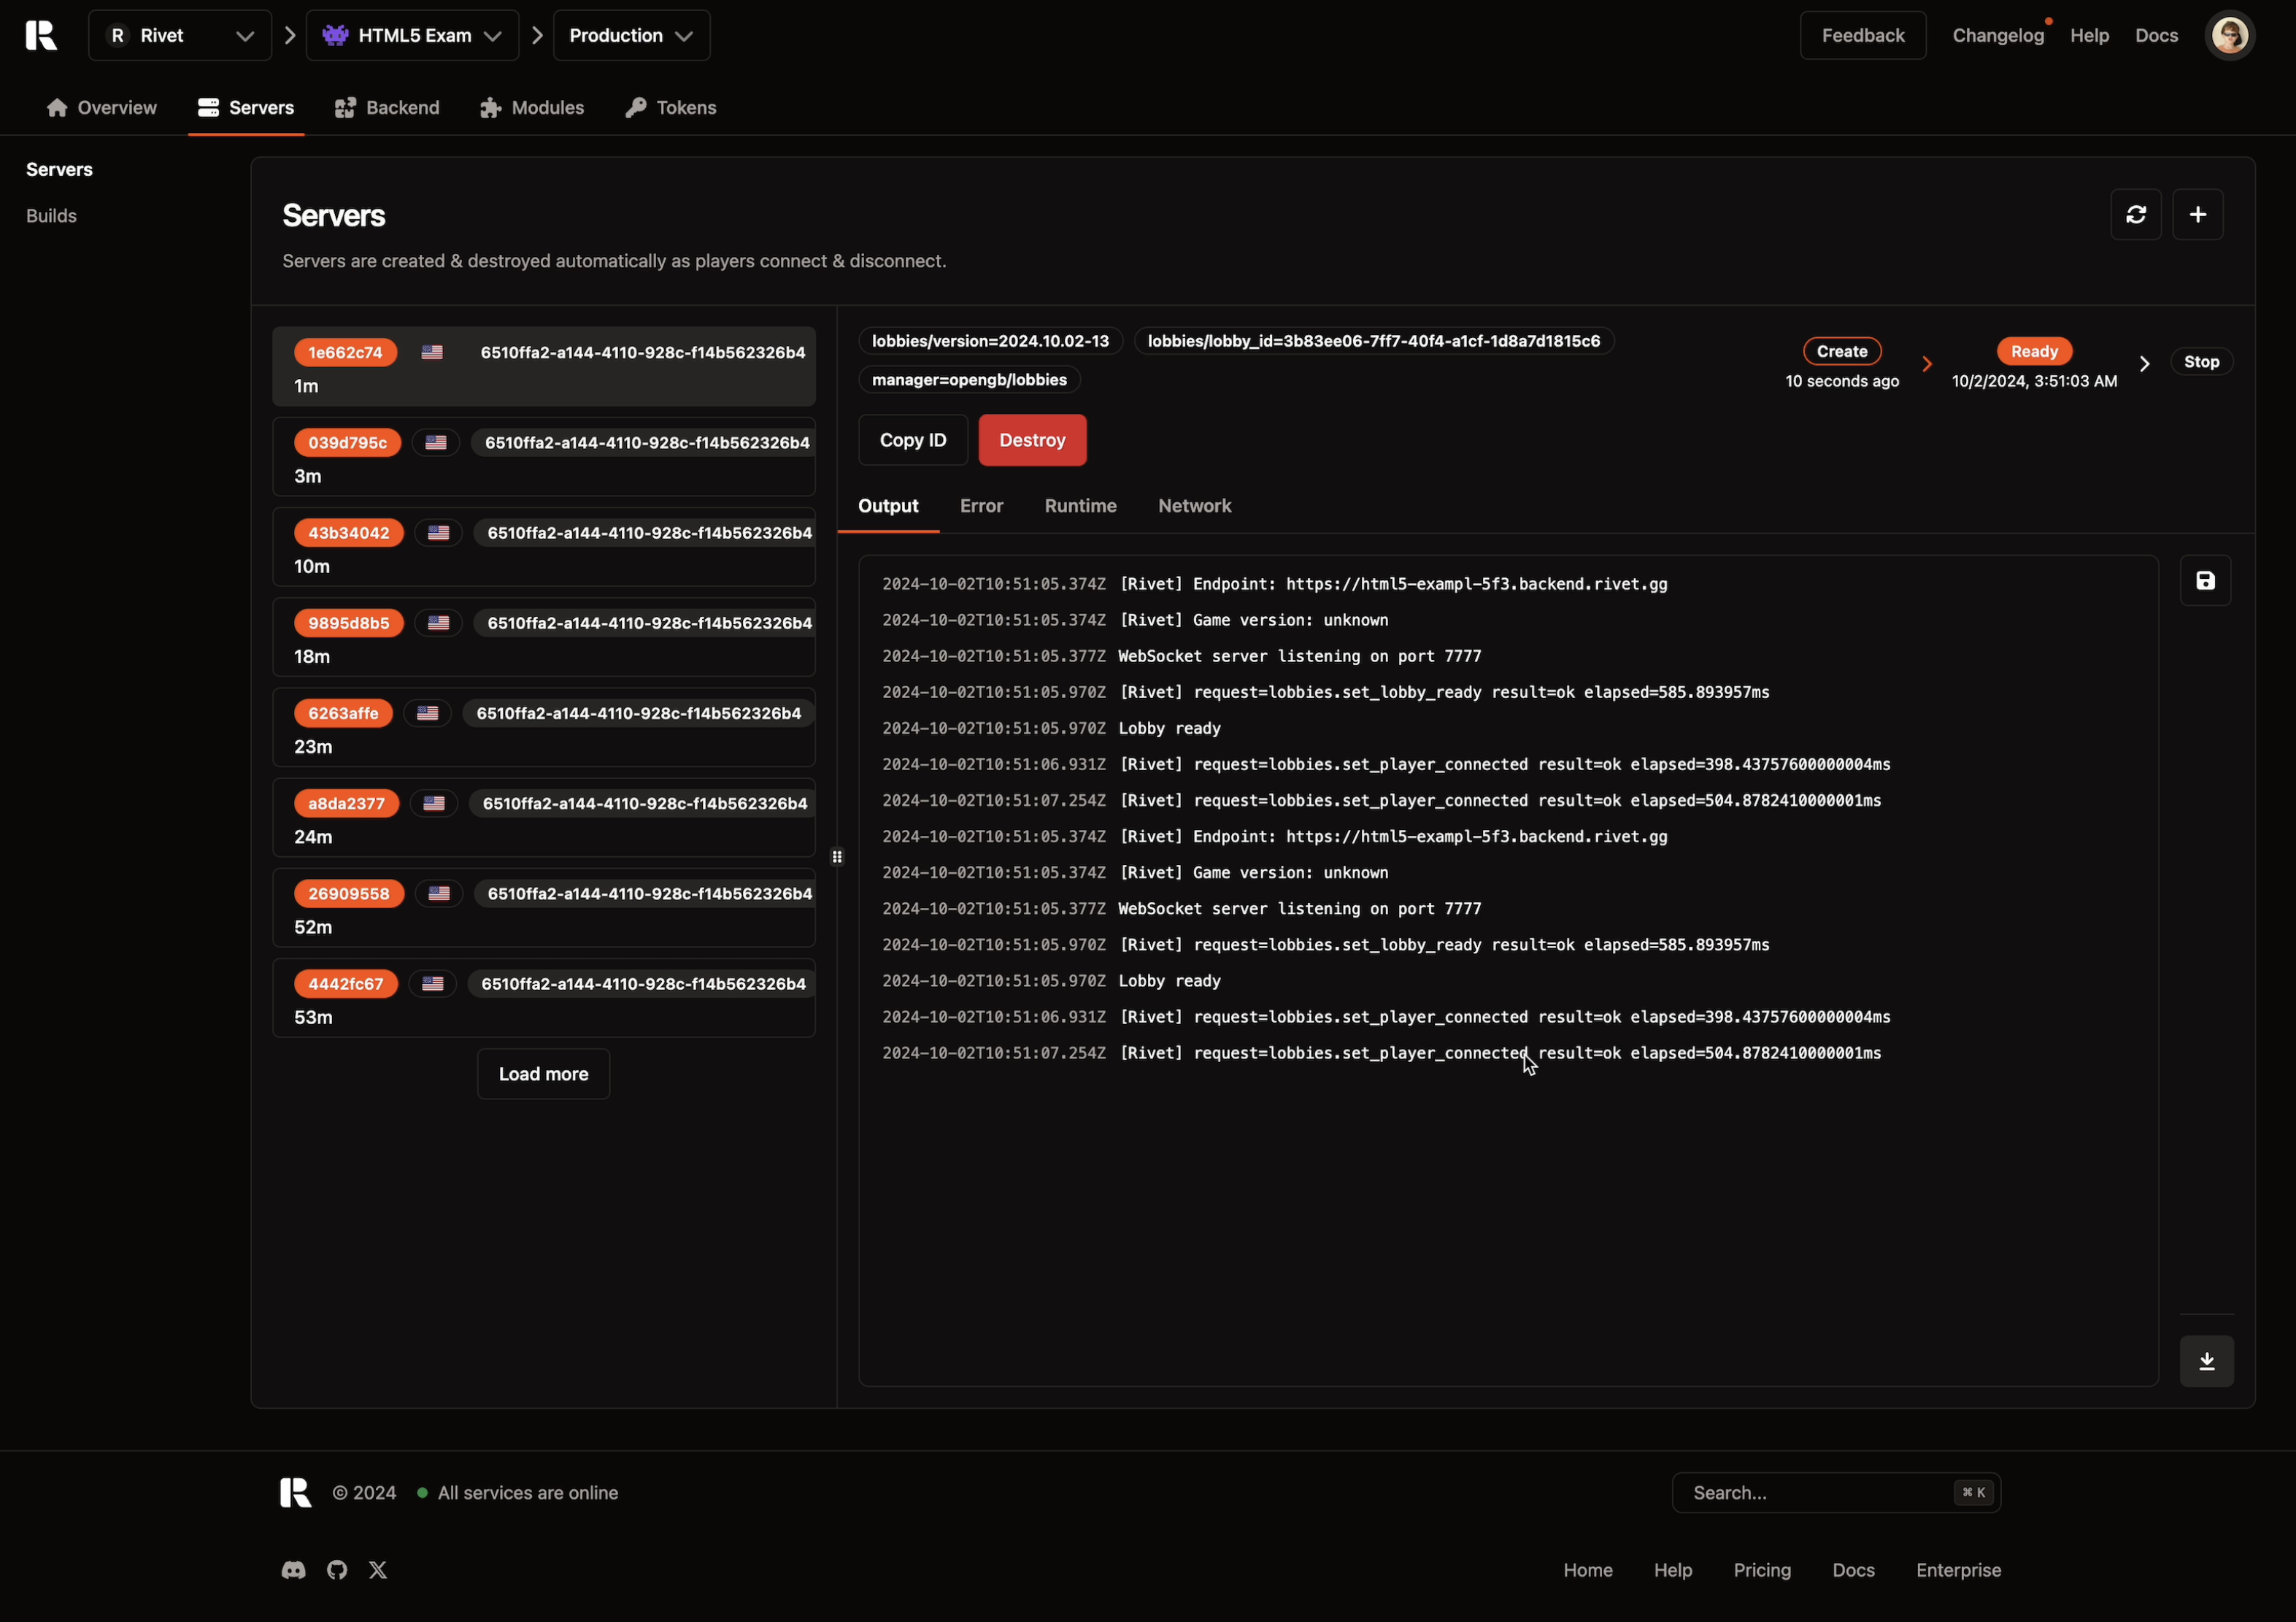 R Rivet HTML5 Exam Production Feedback Changelog Help Docs
Overview Servers Backend Modules Tokens
Servers
Builds
Servers
Servers are created & destroyed automatically as players connect & disconnect.
1e662c74 6510ffa2-a144-4110-928c-f14b562326b4
1m
039d795c 6510ffa2-a144-4110-928c-f14b562326b4
3m
43b34042 6510ffa2-a144-4110-928c-f14b562326b4
10m
9895d8b5 6510ffa2-a144-4110-928c-f14b562326b4
18m
6263affe 6510ffa2-a144-4110-928c-f14b562326b4
23m
a8da2377 6510ffa2-a144-4110-928c-f14b562326b4
24m
26909558 6510ffa2-a144-4110-928c-f14b562326b4
52m
4442fc67 6510ffa2-a144-4110-928c-f14b562326b4
53m
Load more
lobbies/version=2024.10.02-13 lobbies/lobby_id=3b83ee06-7ff7-40f4-a1cf-1d8a7d1815c6
manager=opengb/lobbies
Create Ready Stop
10 seconds ago 10/2/2024, 3:51:03 AM
Copy ID Destroy
Output Error Runtime Network
2024-10-02T10:51:05.374Z [Rivet] Endpoint: https://html5-exampl-5f3.backend.rivet.gg
2024-10-02T10:51:05.374Z [Rivet] Game version: unknown
2024-10-02T10:51:05.377Z WebSocket server listening on port 7777
2024-10-02T10:51:05.970Z [Rivet] request=lobbies.set_lobby_ready result=ok elapsed=585.893957ms
2024-10-02T10:51:05.970Z Lobby ready
2024-10-02T10:51:06.931Z [Rivet] request=lobbies.set_player_connected result=ok elapsed=398.43757600000004ms
2024-10-02T10:51:07.254Z [Rivet] request=lobbies.set_player_connected result=ok elapsed=504.8782410000001ms
2024-10-02T10:51:05.374Z [Rivet] Endpoint: https://html5-exampl-5f3.backend.rivet.gg
2024-10-02T10:51:05.374Z [Rivet] Game version: unknown
2024-10-02T10:51:05.377Z WebSocket server listening on port 7777
2024-10-02T10:51:05.970Z [Rivet] request=lobbies.set_lobby_ready result=ok elapsed=585.893957ms
2024-10-02T10:51:05.970Z Lobby ready
2024-10-02T10:51:06.931Z [Rivet] request=lobbies.set_player_connected result=ok elapsed=398.43757600000004ms
2024-10-02T10:51:07.254Z [Rivet] request=lobbies.set_player_connected result=ok elapsed=504.8782410000001ms
© 2024 All services are online
Search... ⌘ K
Home Help Pricing Docs Enterprise